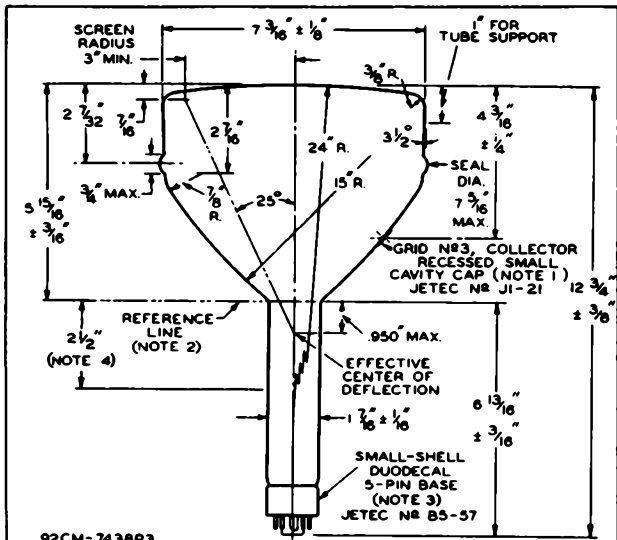 SCREEN
RADIUS
3" MIN.
7 3/16" ± 1/8"
1" FOR
TUBE SUPPORT
3/8" R.
2 7/32"
7/16"
2 7/16"
24" R.
3 1/2°
4 3/16"
± 1/4"
SEAL
DIA.
7 5/16"
MAX.
3/4" MAX.
7/8"
R.
25°
15" R.
5 15/16"
± 3/16"
GRID Nº3, COLLECTOR
RECESSED SMALL
CAVITY CAP (NOTE 1)
JETEC Nº J1-21
12 3/4"
± 3/8"
REFERENCE
LINE
(NOTE 2)
.950" MAX.
2 1/2"
(NOTE 4)
EFFECTIVE
CENTER OF
DEFLECTION
1 7/16" ± 1/16"
6 13/16"
± 3/16"
SMALL-SHELL
DUODECAL
5-PIN BASE
(NOTE 3)
JETEC Nº B5-57
92CM-7438R3